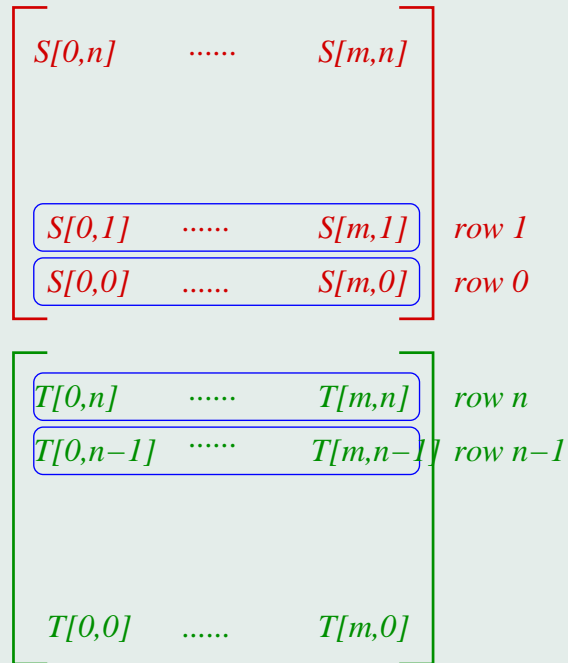 S[0,n] ...... S[m,n]
S[0,1] ...... S[m,1] row 1
S[0,0] ...... S[m,0] row 0
T[0,n] ...... T[m,n] row n
T[0,n−1] ...... T[m,n−1] row n−1
T[0,0] ...... T[m,0]